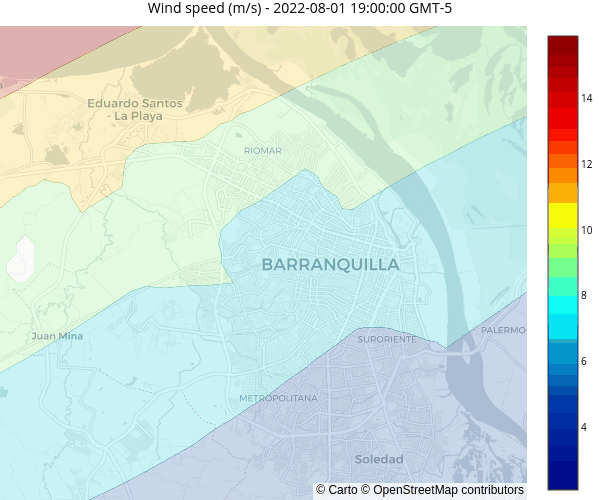 Wind speed (m/s) - 2022-08-01 19:00:00 GMT-5
Eduardo Santos
- La Playa
RIOMAR
BARRANQUILLA
Juan Mina
SURORIENTE
PALERMO
METROPOLITANA
Soledad
14
12
10
8
6
4
© Carto © OpenStreetMap contributors